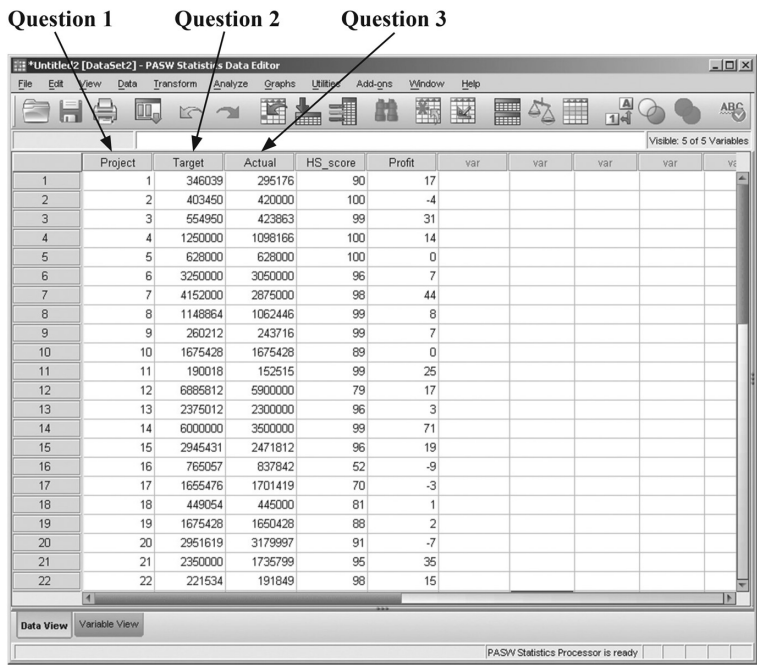 Question 1 Question 2 Question 3
*Untitled2 [DataSet2] - PASW Statistics Data Editor
File Edit View Data Transform Analyze Graphs Utilities Add-ons Window Help
A
1 ABC
Visible: 5 of 5 Variables
Project Target Actual HS_score Profit var var var var va
1 1 346039 295176 90 17
2 2 403450 420000 100 -4
3 3 554950 423863 99 31
4 4 1250000 1098166 100 14
5 5 628000 628000 100 0
6 6 3250000 3050000 96 7
7 7 4152000 2875000 98 44
8 8 1148864 1062446 99 8
9 9 260212 243716 99 7
10 10 1675428 1675428 89 0
11 11 190018 152515 99 25
12 12 6885812 5900000 79 17
13 13 2375012 2300000 96 3
14 14 6000000 3500000 99 71
15 15 2945431 2471812 96 19
16 16 765057 837842 52 -9
17 17 1655476 1701419 70 -3
18 18 449054 445000 81 1
19 19 1675428 1650428 88 2
20 20 2951619 3179997 91 -7
21 21 2350000 1735799 95 35
22 22 221534 191849 98 15
Data View Variable View
PASW Statistics Processor is ready